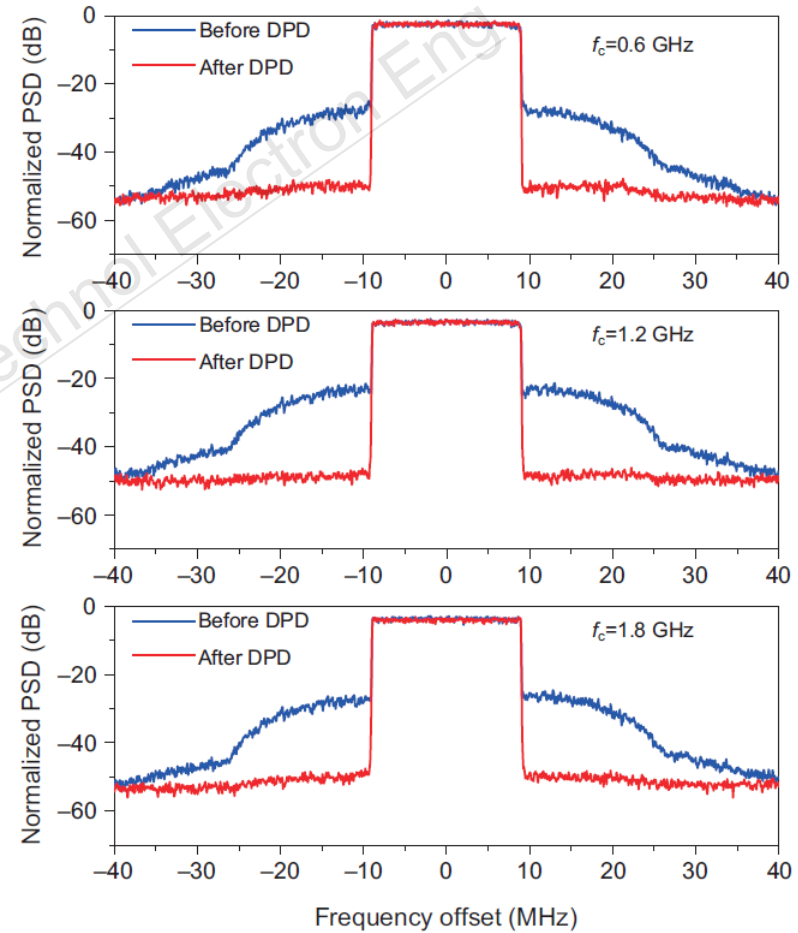 0
Before DPD
After DPD
fc=0.6 GHz
–20
–40
–60
Normalized PSD (dB)
–40 –30 –20 –10 0 10 20 30 40
0
Before DPD
After DPD
fc=1.2 GHz
–20
–40
–60
Normalized PSD (dB)
–40 –30 –20 –10 0 10 20 30 40
0
Before DPD
After DPD
fc=1.8 GHz
–20
–40
–60
Normalized PSD (dB)
–40 –30 –20 –10 0 10 20 30 40
Frequency offset (MHz)
Electron Eng